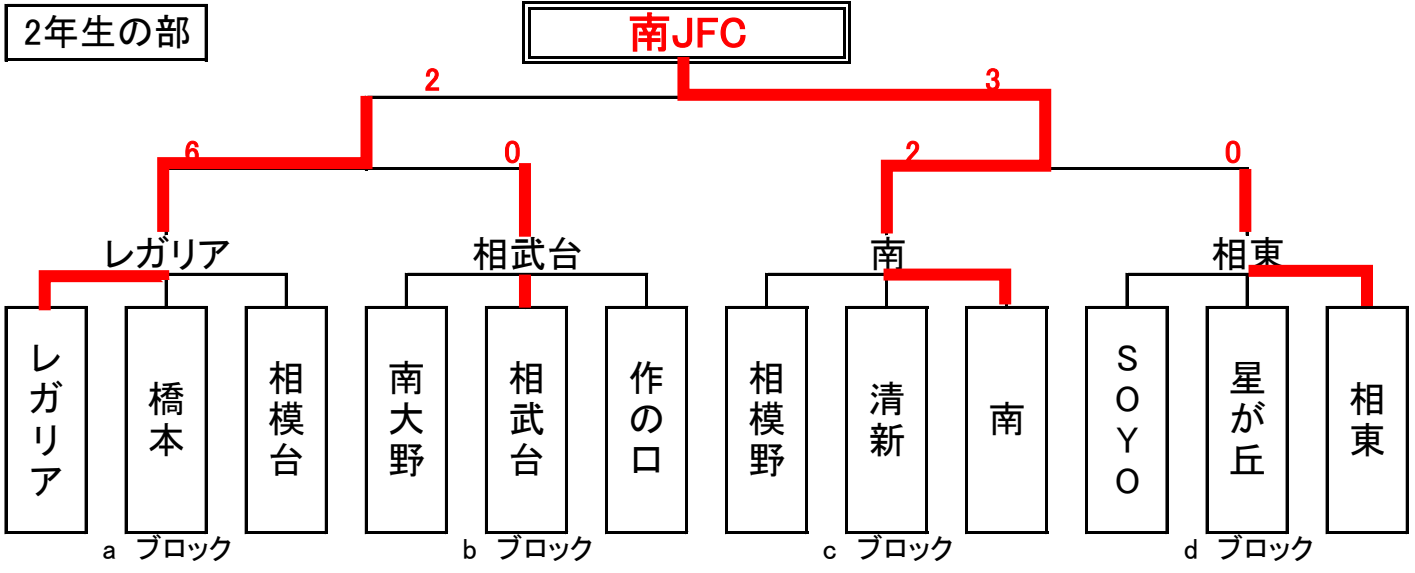 2年生の部
南JFC
2
3
6
0
2
0
レガリア
相武台
南
相東
レガリア
橋本
相模台
南大野
相武台
作の口
相模野
清新
南
SOYO
星が丘
相東
a ブロック
b ブロック
c ブロック
d ブロック